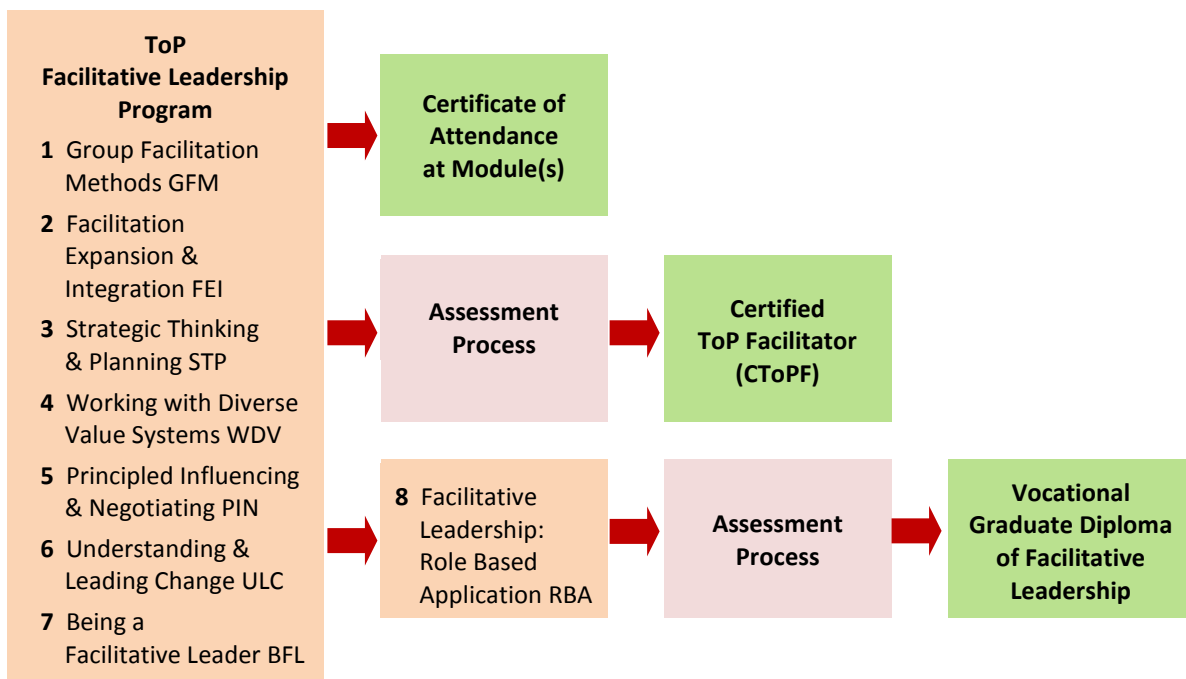 ToP
Facilitative Leadership
Program
1 Group Facilitation
Methods GFM
2 Facilitation
Expansion &
Integration FEI
3 Strategic Thinking
& Planning STP
4 Working with Diverse
Value Systems WDV
5 Principled Influencing
& Negotiating PIN
6 Understanding &
Leading Change ULC
7 Being a
Facilitative Leader BFL
Certificate of
Attendance
at Module(s)
Assessment
Process
Certified
ToP Facilitator
(CToPF)
8 Facilitative
Leadership:
Role Based
Application RBA
Assessment
Process
Vocational
Graduate Diploma
of Facilitative
Leadership